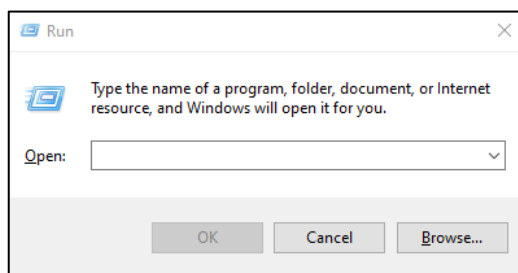 Run
Type the name of a program, folder, document, or Internet
resource, and Windows will open it for you.
Open:
OK Cancel Browse...